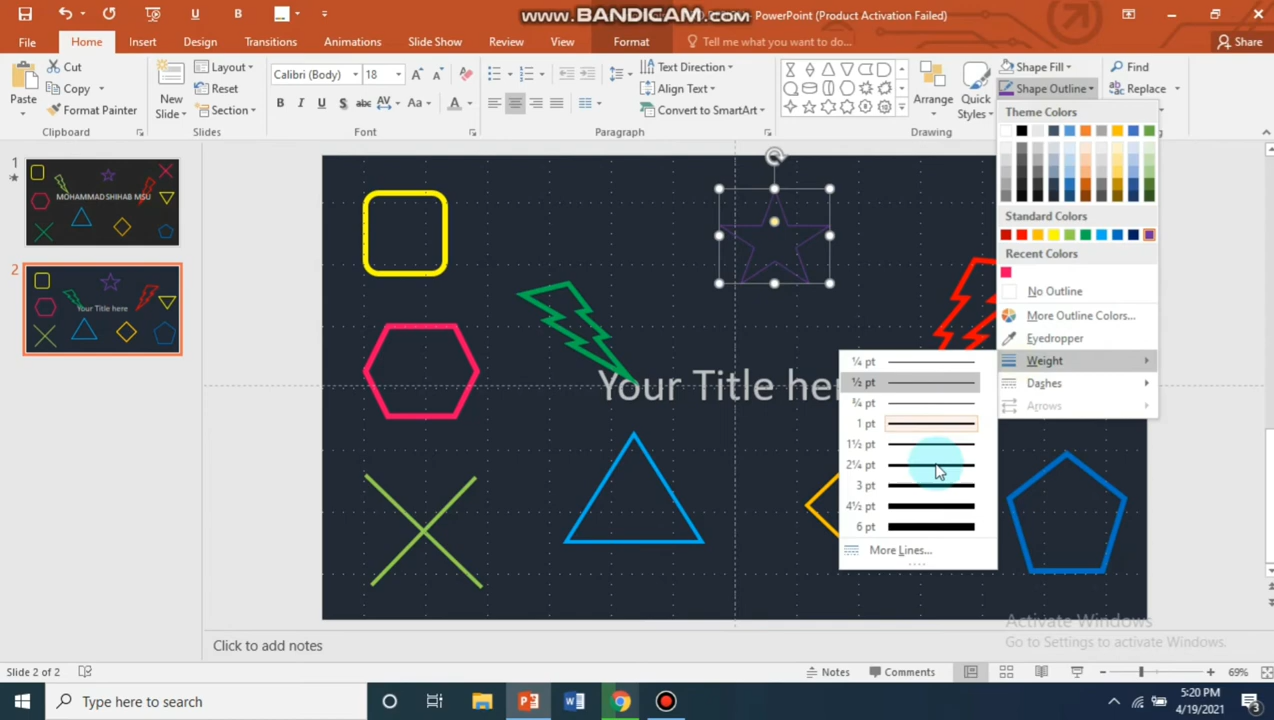 www.BANDICAM.com - PowerPoint (Product Activation Failed)
File Home Insert Design Transitions Animations Slide Show Review View Format Tell me what you want to do... Share
Paste Cut Copy Format Painter
New Slide Layout Reset Section
Calibri (Body) 18
B I U S abc AV Aa A
Text Direction
Align Text
Convert to SmartArt
Arrange Quick Styles
Shape Fill
Shape Outline
Find
Replace
Clipboard Slides Font Paragraph Drawing
Theme Colors
Standard Colors
Recent Colors
No Outline
More Outline Colors...
Eyedropper
Weight
Dashes
Arrows
¼ pt
½ pt
¾ pt
1 pt
1½ pt
2¼ pt
3 pt
4½ pt
6 pt
More Lines...
1
MOHAMMAD SHIHAB MSU
2
Your Title here
Your Title her
Activate Windows
Go to Settings to activate Windows.
Click to add notes
Slide 2 of 2 Notes Comments 69%
Type here to search
5:20 PM
4/19/2021
3